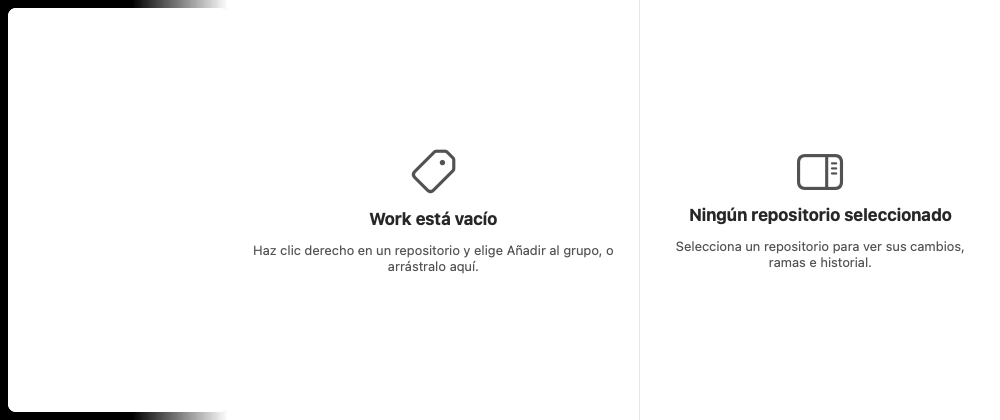 Work está vacío
Haz clic derecho en un repositorio y elige Añadir al grupo, o
arrástralo aquí.
Ningún repositorio seleccionado
Selecciona un repositorio para ver sus cambios,
ramas e historial.